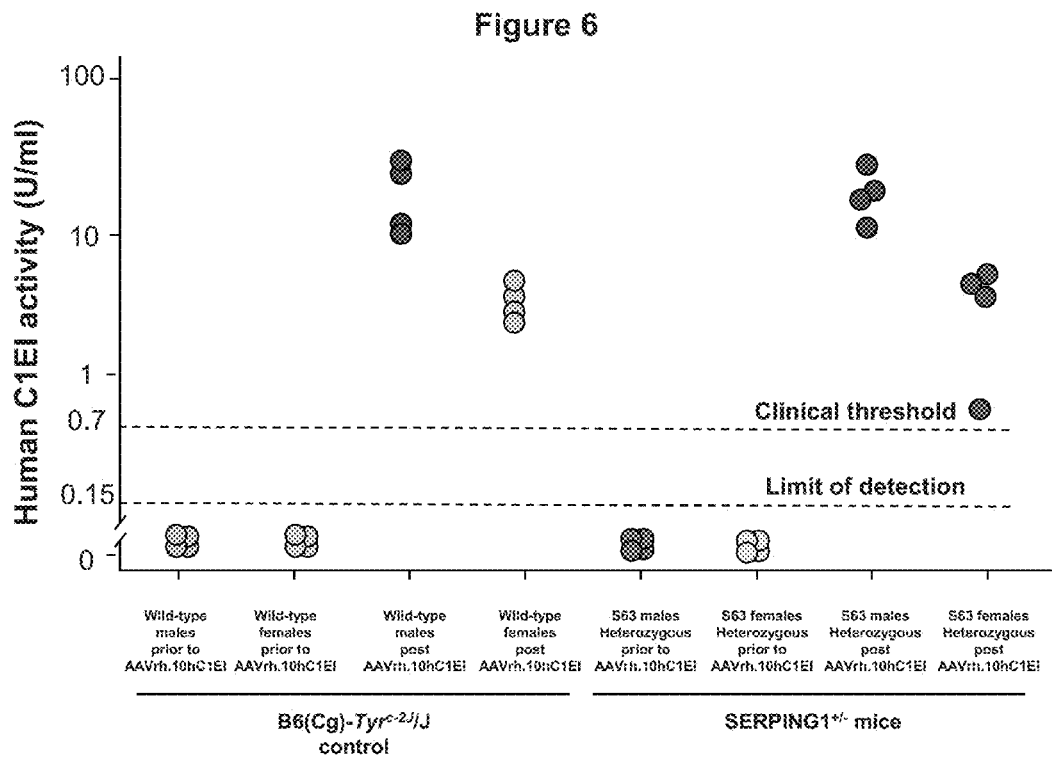 Figure 6
Human C1EI activity (U/ml)
100
10
1
0.7
0.15
0
Clinical threshold
Limit of detection
Wild-type
males
prior to
AAVrh.10hC1EI
Wild-type
females
prior to
AAVrh.10hC1EI
Wild-type
males
post
AAVrh.10hC1EI
Wild-type
females
post
AAVrh.10hC1EI
S63 males
Heterozygous
prior to
AAVrh.10hC1EI
S63 females
Heterozygous
prior to
AAVrh.10hC1EI
S63 males
Heterozygous
post
AAVrh.10hC1EI
S63 females
Heterozygous
post
AAVrh.10hC1EI
B6(Cg)-Tyrc-2J/J
control
SERPING1+/- mice